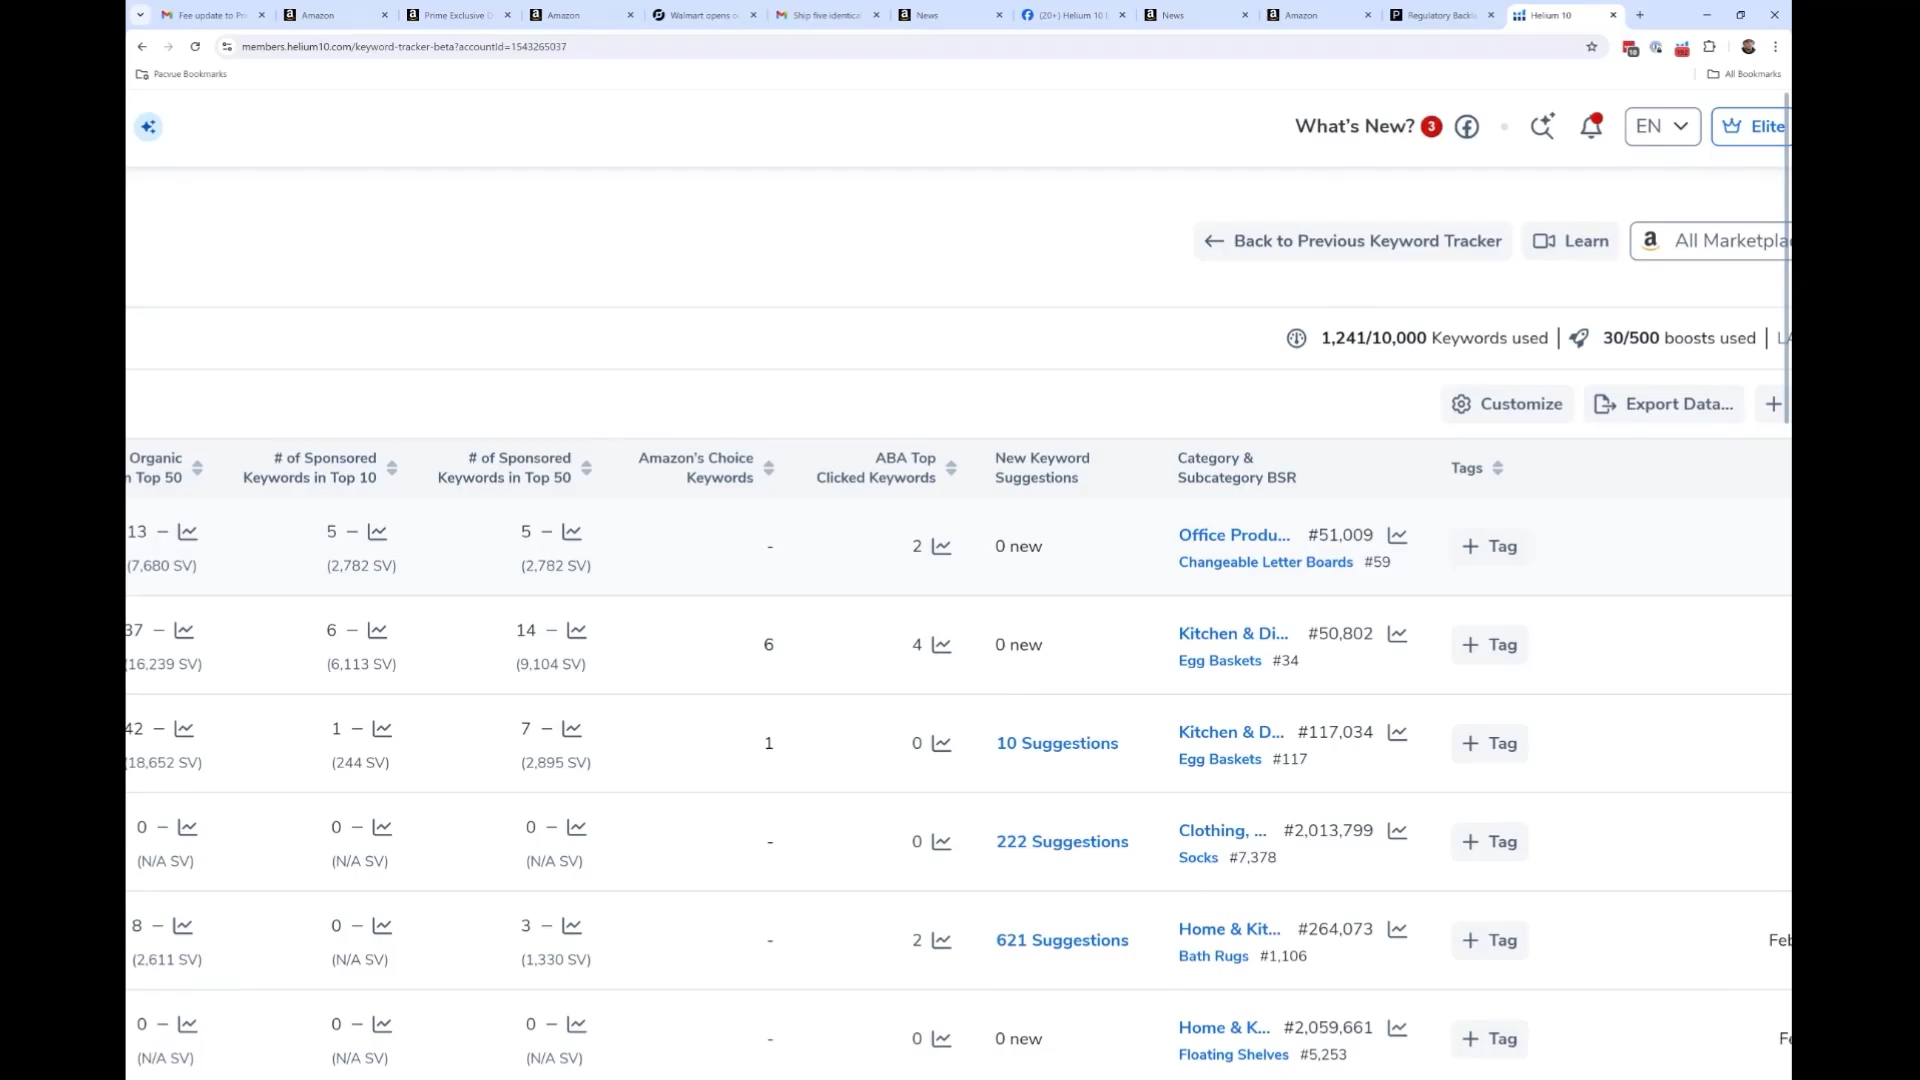 Fee update to Pri
Amazon
Prime Exclusive D
Amazon
Walmart opens o
Ship five identica
News
(20+) Helium 10 I
News
Amazon
Regulatory Backl
Helium 10
members.helium10.com/keyword-tracker-beta?accountId=1543265037
10
192
Pacvue Bookmarks
All Bookmarks
What's New? 3
EN
Elite
← Back to Previous Keyword Tracker
Learn
All Marketpla
1,241/10,000 Keywords used | 30/500 boosts used |
Customize
Export Data...
+
Organic
n Top 50
# of Sponsored
Keywords in Top 10
# of Sponsored
Keywords in Top 50
Amazon's Choice
Keywords
ABA Top
Clicked Keywords
New Keyword
Suggestions
Category &
Subcategory BSR
Tags
13 – 5 – 5 – - 2 0 new Office Produ... #51,009 + Tag
(7,680 SV) (2,782 SV) (2,782 SV) Changeable Letter Boards #59
37 – 6 – 14 – 6 4 0 new Kitchen & Di... #50,802 + Tag
(16,239 SV) (6,113 SV) (9,104 SV) Egg Baskets #34
42 – 1 – 7 – 1 0 10 Suggestions Kitchen & D... #117,034 + Tag
(18,652 SV) (244 SV) (2,895 SV) Egg Baskets #117
0 – 0 – 0 – - 0 222 Suggestions Clothing, ... #2,013,799 + Tag
(N/A SV) (N/A SV) (N/A SV) Socks #7,378
8 – 0 – 3 – - 2 621 Suggestions Home & Kit... #264,073 + Tag Feb
(2,611 SV) (N/A SV) (1,330 SV) Bath Rugs #1,106
0 – 0 – 0 – - 0 0 new Home & K... #2,059,661 + Tag Fe
(N/A SV) (N/A SV) (N/A SV) Floating Shelves #5,253